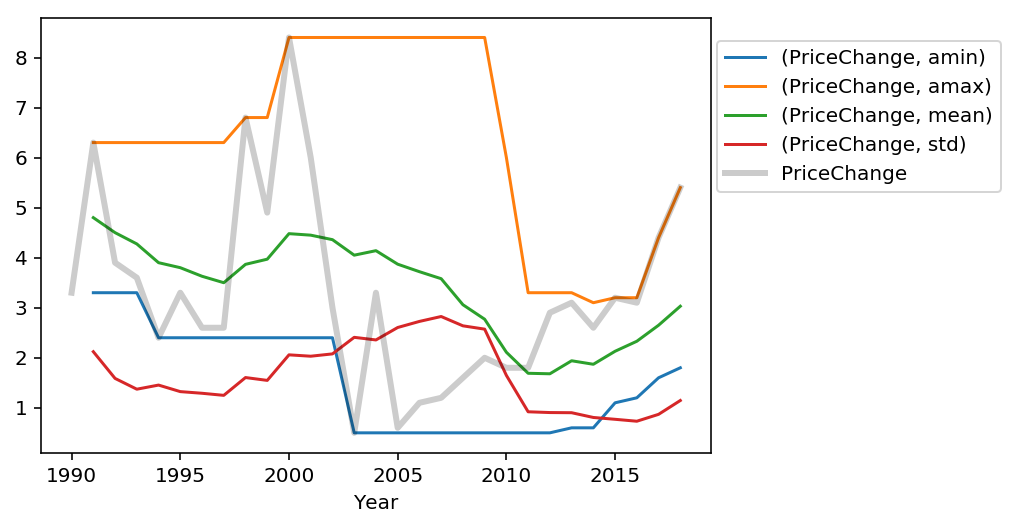 8
7
6
5
4
3
2
1
1990 1995 2000 2005 2010 2015
Year
(PriceChange, amin)
(PriceChange, amax)
(PriceChange, mean)
(PriceChange, std)
PriceChange